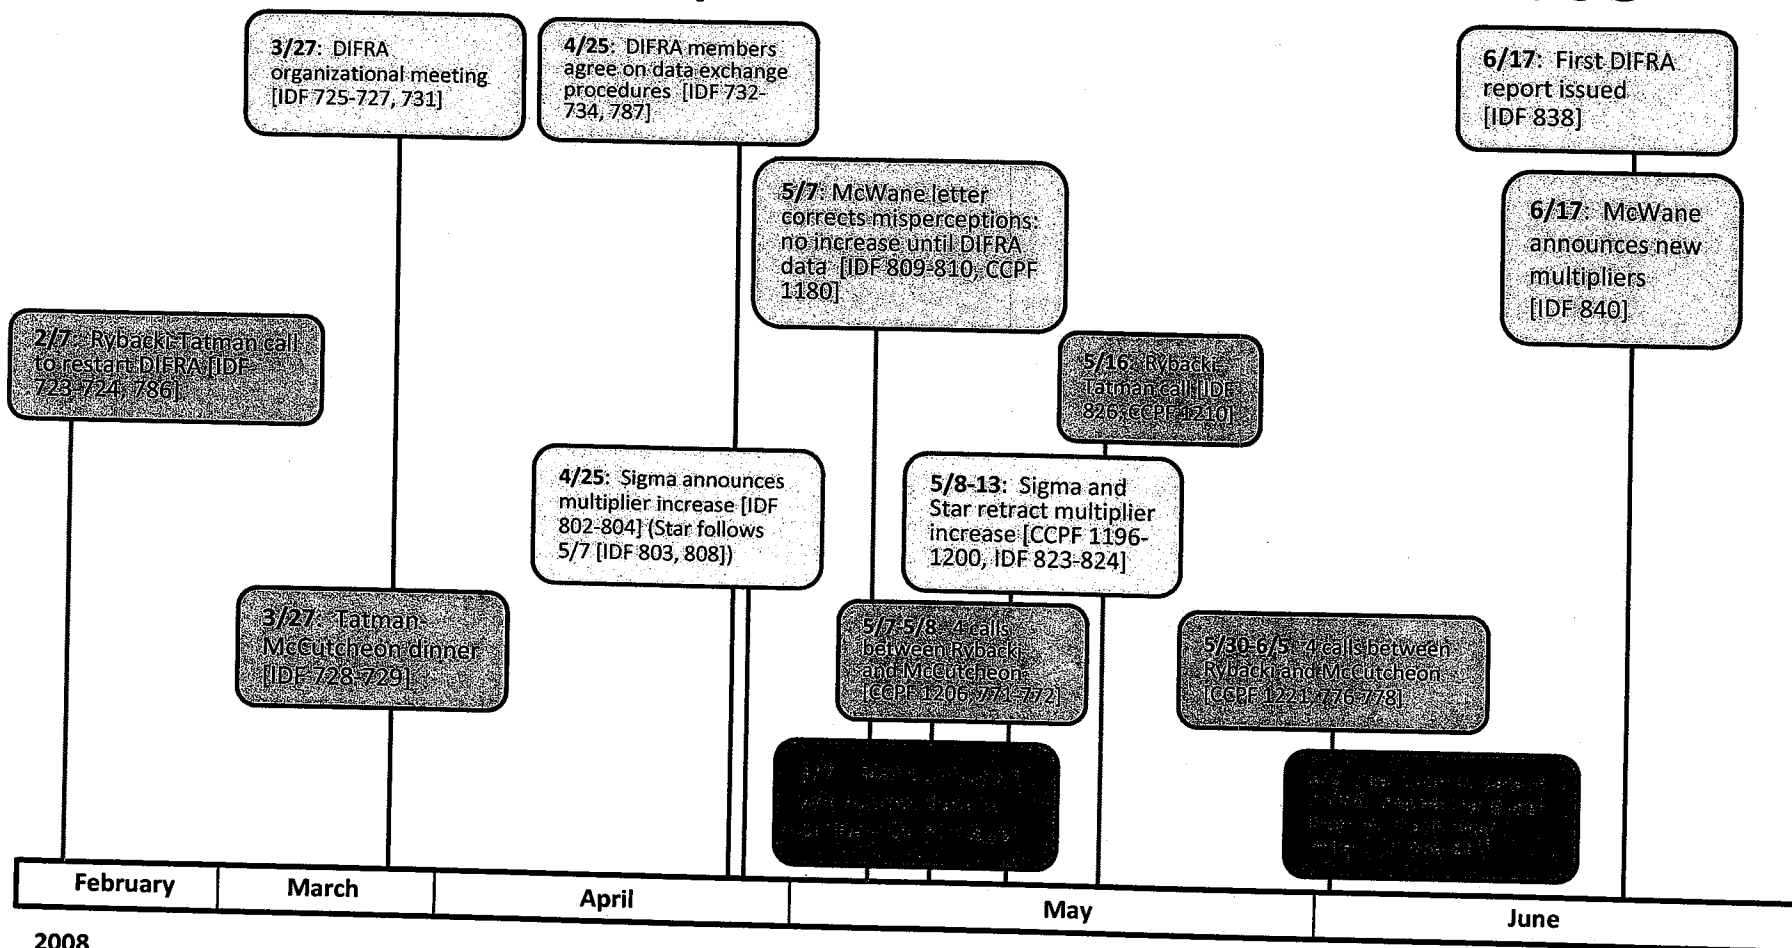 3/27: DIFRA
organizational meeting
[IDF 725-727, 731]
4/25: DIFRA members
agree on data exchange
procedures [IDF 732-
734, 787]
6/17: First DIFRA
report issued
[IDF 838]
5/7: McWane letter
corrects misperceptions:
no increase until DIFRA
data [IDF 809-810, CCPF
1180]
6/17: McWane
announces new
multipliers
[IDF 840]
2/7: Rybacki-Tatman call
to restart DIFRA [IDF
723-724, 786]
5/16: Rybacki-
Tatman call [IDF
826, CCPF 1210]
4/25: Sigma announces
multiplier increase [IDF
802-804] (Star follows
5/7 [IDF 803, 808])
5/8-13: Sigma and
Star retract multiplier
increase [CCPF 1196-
1200, IDF 823-824]
3/27: Tatman-
McCutcheon dinner
[IDF 728-729]
5/7-5/8: 4 calls
between Rybacki
and McCutcheon
[CCPF 1206, 771-772]
5/30-6/5: 4 calls between
Rybacki and McCutcheon
[CCPF 1221, 776-778]
February
March
April
May
June
2008